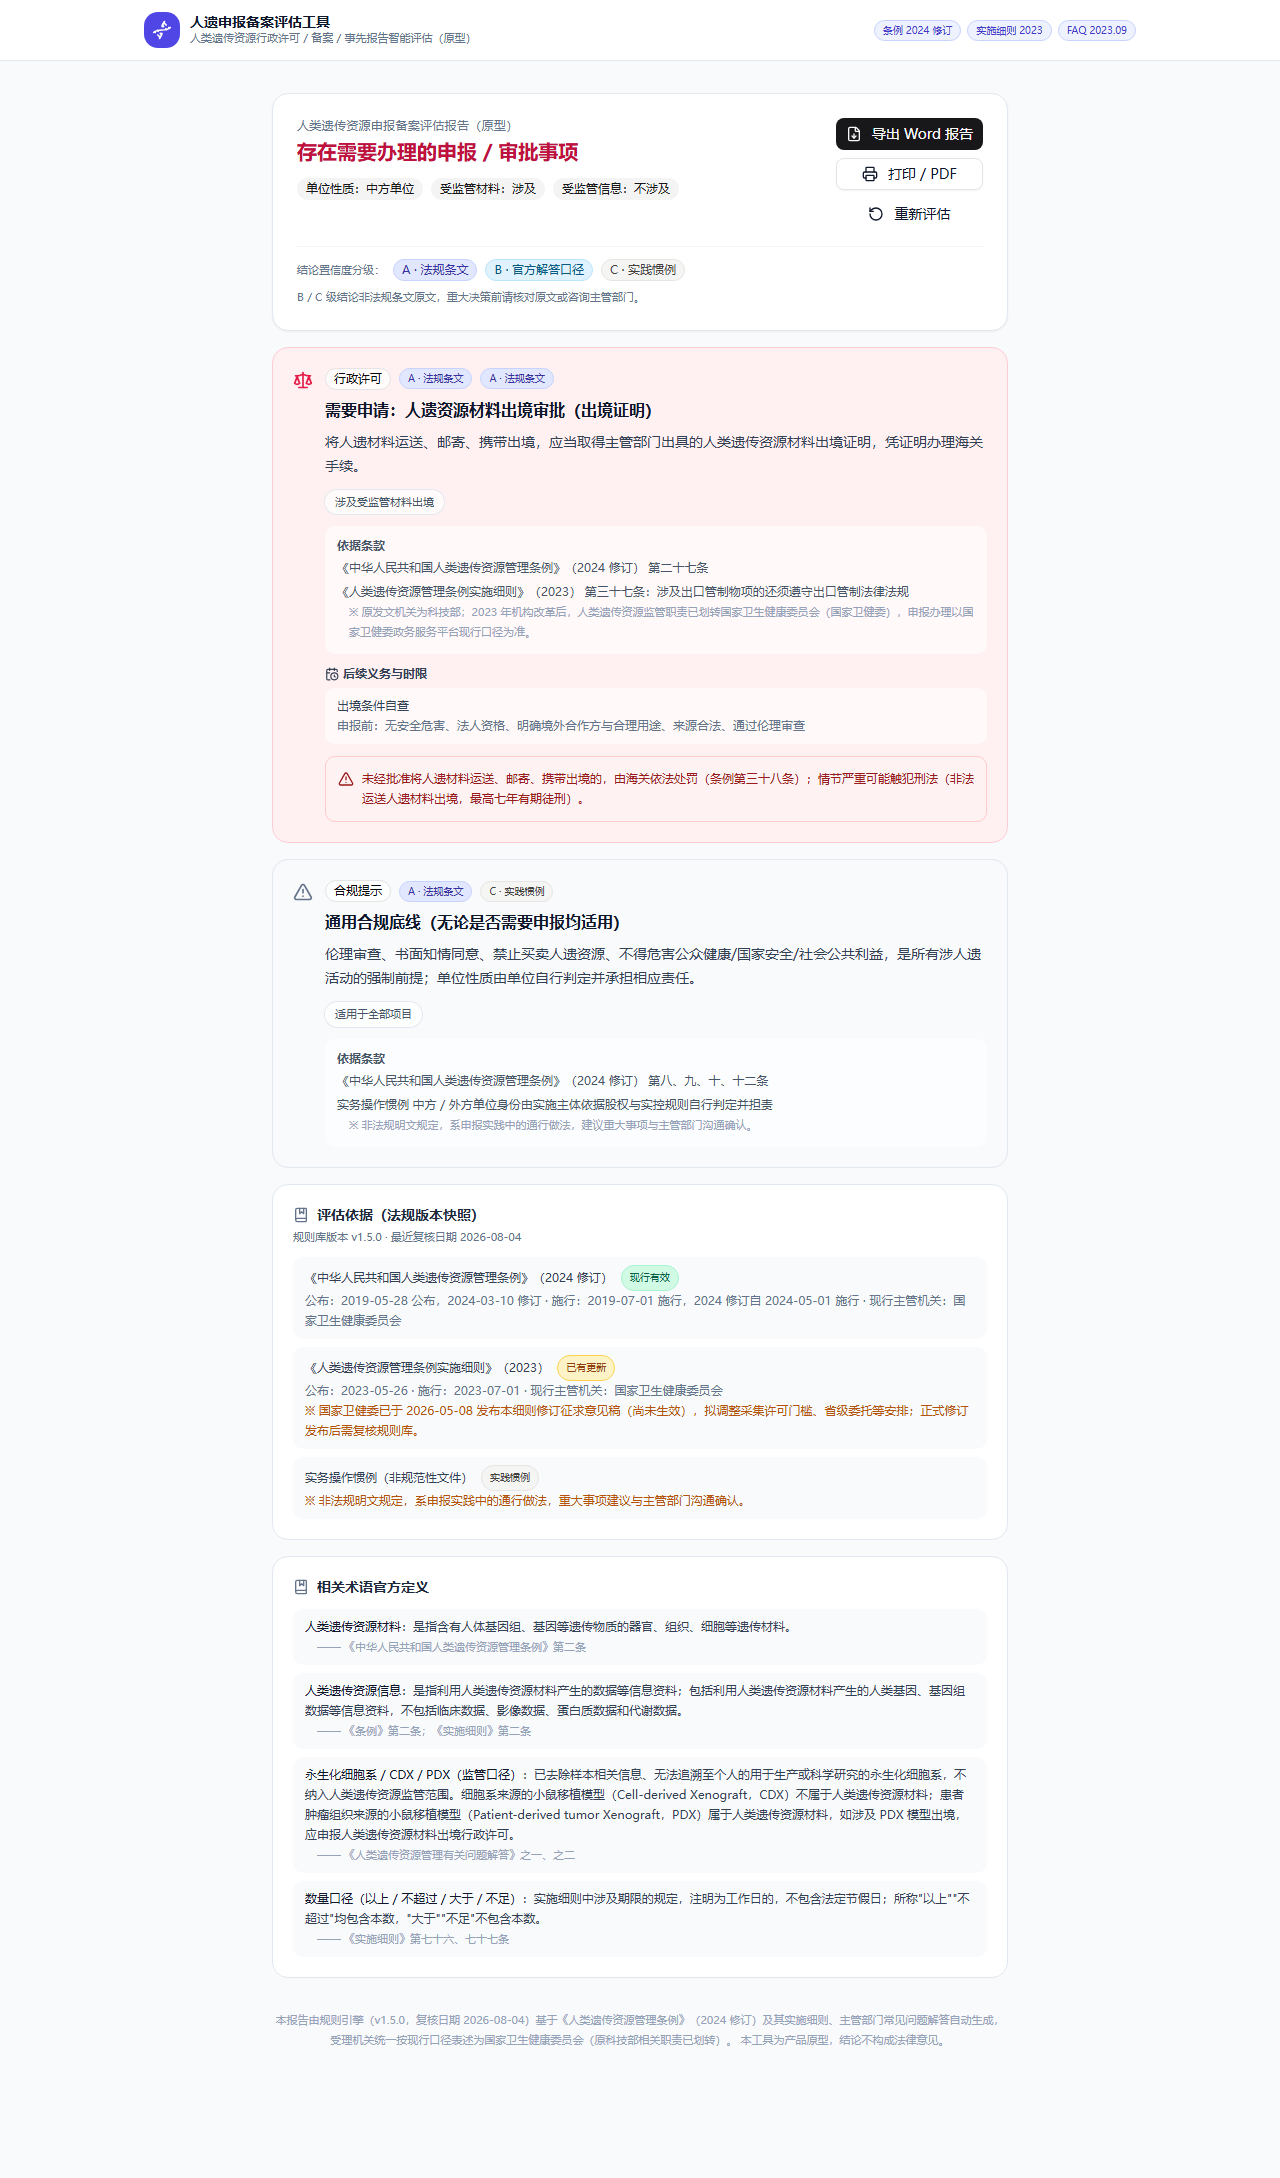 人遗申报备案评估工具
人类遗传资源行政许可 / 备案 / 事先报告智能评估（原型）
条例 2024 修订
实施细则 2023
FAQ 2023.09
人类遗传资源申报备案评估报告（原型）
存在需要办理的申报 / 审批事项
单位性质：中方单位
受监管材料：涉及
受监管信息：不涉及
导出 Word 报告
打印 / PDF
重新评估
结论置信度分级：
A · 法规条文
B · 官方解答口径
C · 实践惯例
B / C 级结论非法规条文原文，重大决策前请核对原文或咨询主管部门。
行政许可
A · 法规条文
A · 法规条文
需要申请：人遗资源材料出境审批（出境证明）
将人遗材料运送、邮寄、携带出境，应当取得主管部门出具的人类遗传资源材料出境证明，凭证明办理海关
手续。
涉及受监管材料出境
依据条款
《中华人民共和国人类遗传资源管理条例》（2024 修订） 第二十七条
《人类遗传资源管理条例实施细则》（2023） 第三十七条：涉及出口管制物项的还须遵守出口管制法律法规
※ 原发文机关为科技部；2023 年机构改革后，人类遗传资源监管职责已划转国家卫生健康委员会（国家卫健委），申报办理以国
家卫健委政务服务平台现行口径为准。
后续义务与时限
出境条件自查
申报前：无安全危害、法人资格、明确境外合作方与合理用途、来源合法、通过伦理审查
未经批准将人遗材料运送、邮寄、携带出境的，由海关依法处罚（条例第三十八条）；情节严重可能触犯刑法（非法
运送人遗材料出境，最高七年有期徒刑）。
合规提示
A · 法规条文
C · 实践惯例
通用合规底线（无论是否需要申报均适用）
伦理审查、书面知情同意、禁止买卖人遗资源、不得危害公众健康/国家安全/社会公共利益，是所有涉人遗
活动的强制前提；单位性质由单位自行判定并承担相应责任。
适用于全部项目
依据条款
《中华人民共和国人类遗传资源管理条例》（2024 修订） 第八、九、十、十二条
实务操作惯例 中方 / 外方单位身份由实施主体依据股权与实控规则自行判定并担责
※ 非法规明文规定，系申报实践中的通行做法，建议重大事项与主管部门沟通确认。
评估依据（法规版本快照）
规则库版本 v1.5.0 · 最近复核日期 2026-08-04
《中华人民共和国人类遗传资源管理条例》（2024 修订）
现行有效
公布：2019-05-28 公布，2024-03-10 修订 · 施行：2019-07-01 施行，2024 修订自 2024-05-01 施行 · 现行主管机关：国
家卫生健康委员会
《人类遗传资源管理条例实施细则》（2023）
已有更新
公布：2023-05-26 · 施行：2023-07-01 · 现行主管机关：国家卫生健康委员会
※ 国家卫健委已于 2026-05-08 发布本细则修订征求意见稿（尚未生效），拟调整采集许可门槛、省级委托等安排；正式修订
发布后需复核规则库。
实务操作惯例（非规范性文件）
实践惯例
※ 非法规明文规定，系申报实践中的通行做法，重大事项建议与主管部门沟通确认。
相关术语官方定义
人类遗传资源材料：是指含有人体基因组、基因等遗传物质的器官、组织、细胞等遗传材料。
—— 《中华人民共和国人类遗传资源管理条例》第二条
人类遗传资源信息：是指利用人类遗传资源材料产生的数据等信息资料；包括利用人类遗传资源材料产生的人类基因、基因组
数据等信息资料，不包括临床数据、影像数据、蛋白质数据和代谢数据。
—— 《条例》第二条；《实施细则》第二条
永生化细胞系 / CDX / PDX（监管口径）：已去除样本相关信息、无法追溯至个人的用于生产或科学研究的永生化细胞系，不
纳入人类遗传资源监管范围。细胞系来源的小鼠移植模型（Cell-derived Xenograft，CDX）不属于人类遗传资源材料；患者
肿瘤组织来源的小鼠移植模型（Patient-derived tumor Xenograft，PDX）属于人类遗传资源材料，如涉及 PDX 模型出境，
应申报人类遗传资源材料出境行政许可。
—— 《人类遗传资源管理有关问题解答》之一、之二
数量口径（以上 / 不超过 / 大于 / 不足）：实施细则中涉及期限的规定，注明为工作日的，不包含法定节假日；所称"以上""不
超过"均包含本数，"大于""不足"不包含本数。
—— 《实施细则》第七十六、七十七条
本报告由规则引擎（v1.5.0，复核日期 2026-08-04）基于《人类遗传资源管理条例》（2024 修订）及其实施细则、主管部门常见问题解答自动生成，
受理机关统一按现行口径表述为国家卫生健康委员会（原科技部相关职责已划转）。 本工具为产品原型，结论不构成法律意见。